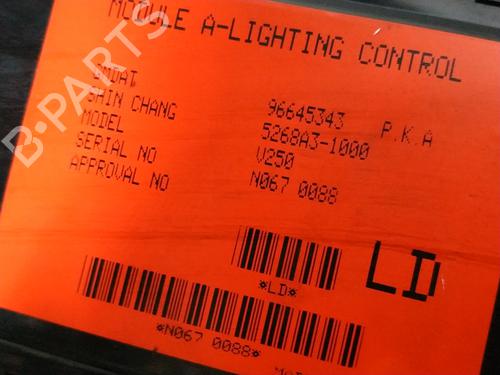 MODULE A-LIGHTING CONTROL
GMDAT 96645343 P.K.A
SHIN CHANG 5268A3-1000
MODEL V250
SERIAL NO N067 0088
APPROVAL NO
LD
*LD*
*N067 0088*
B-PARTS